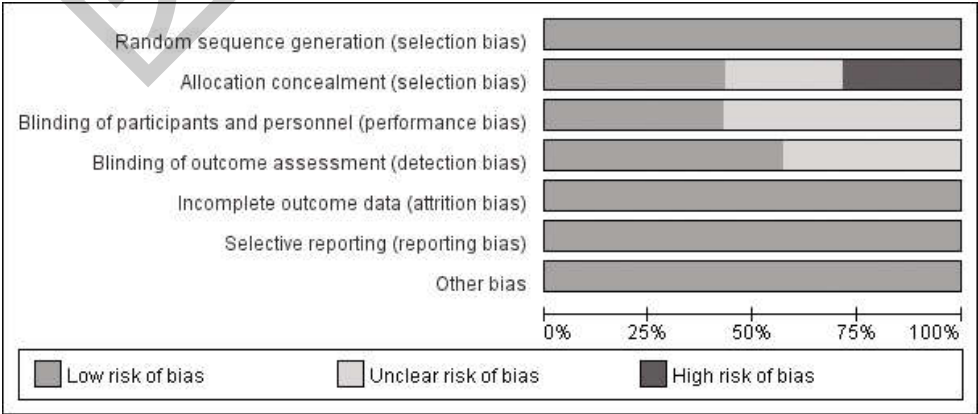 Random sequence generation (selection bias)
Allocation concealment (selection bias)
Blinding of participants and personnel (performance bias)
Blinding of outcome assessment (detection bias)
Incomplete outcome data (attrition bias)
Selective reporting (reporting bias)
Other bias
0% 25% 50% 75% 100%
Low risk of bias Unclear risk of bias High risk of bias